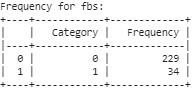 Frequency for fbs:
+----+------------+-------------+
|    |   Category |   Frequency |
|----+------------+-------------|
|  0 |          0 |         229 |
|  1 |          1 |          34 |
+----+------------+-------------+